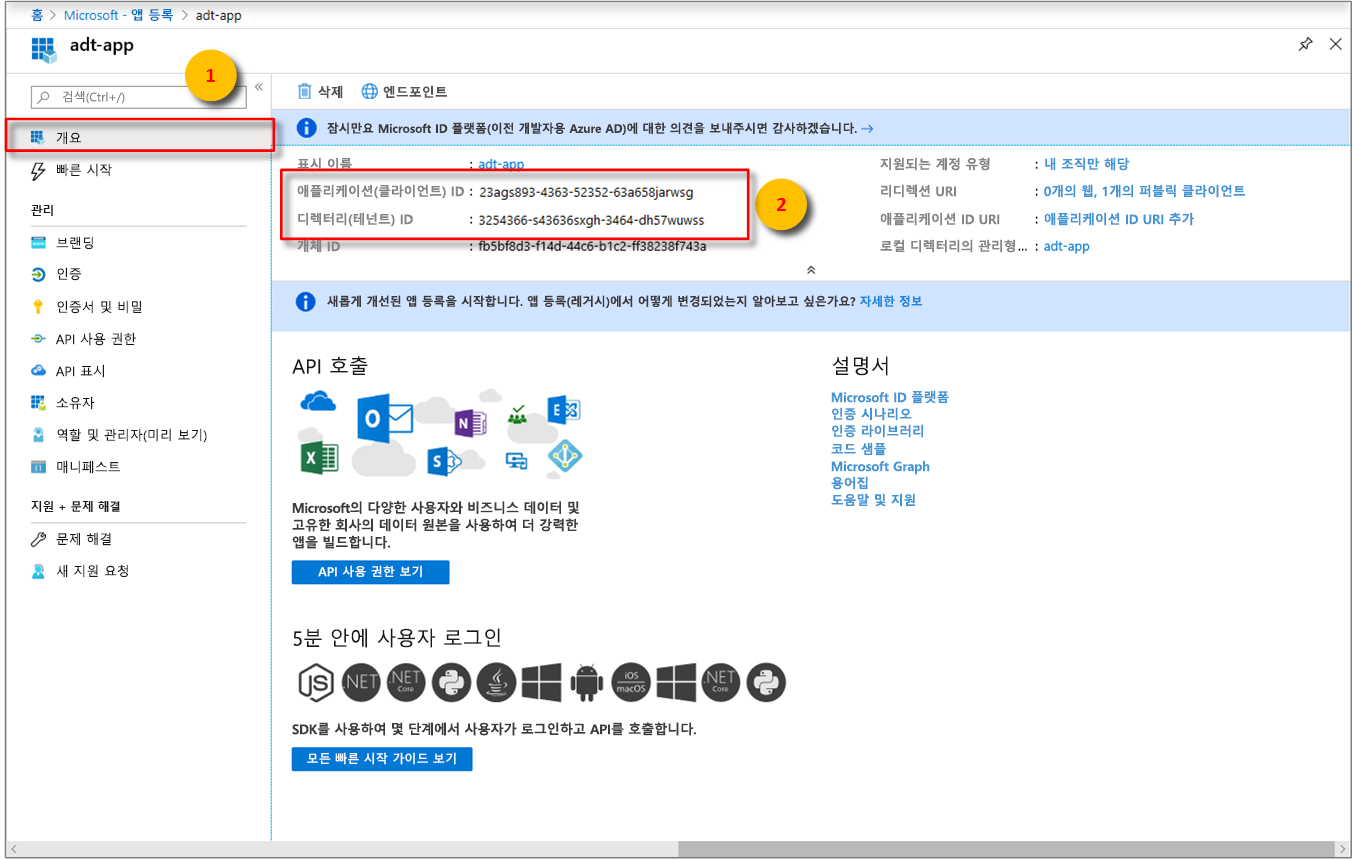 홈 > Microsoft - 앱 등록 > adt-app
adt-app
1
검색(Ctrl+/)
«
개요
빠른 시작
관리
브랜딩
인증
인증서 및 비밀
API 사용 권한
API 표시
소유자
역할 및 관리자(미리 보기)
매니페스트
지원 + 문제 해결
문제 해결
새 지원 요청
삭제
엔드포인트
잠시만요 Microsoft ID 플랫폼(이전 개발자용 Azure AD)에 대한 의견을 보내주시면 감사하겠습니다. →
표시 이름 : adt-app
애플리케이션(클라이언트) ID : 23ags893-4363-52352-63a658jarwsg
디렉터리(테넌트) ID : 3254366-s43636sxgh-3464-dh57wuwss
개체 ID : fb5bf8d3-f14d-44c6-b1c2-ff38238f743a
2
지원되는 계정 유형 : 내 조직만 해당
리디렉션 URI : 0개의 웹, 1개의 퍼블릭 클라이언트
애플리케이션 ID URI : 애플리케이션 ID URI 추가
로컬 디렉터리의 관리형... : adt-app
새롭게 개선된 앱 등록을 시작합니다. 앱 등록(레거시)에서 어떻게 변경되었는지 알아보고 싶은가요? 자세한 정보
API 호출
O
N
E
X
S
Microsoft의 다양한 사용자와 비즈니스 데이터 및
고유한 회사의 데이터 원본을 사용하여 더 강력한
앱을 빌드합니다.
API 사용 권한 보기
설명서
Microsoft ID 플랫폼
인증 시나리오
인증 라이브러리
코드 샘플
Microsoft Graph
용어집
도움말 및 지원
5분 안에 사용자 로그인
JS
.NET
.NET
Core
iOS
macOS
.NET
Core
SDK를 사용하여 몇 단계에서 사용자가 로그인하고 API를 호출합니다.
모든 빠른 시작 가이드 보기